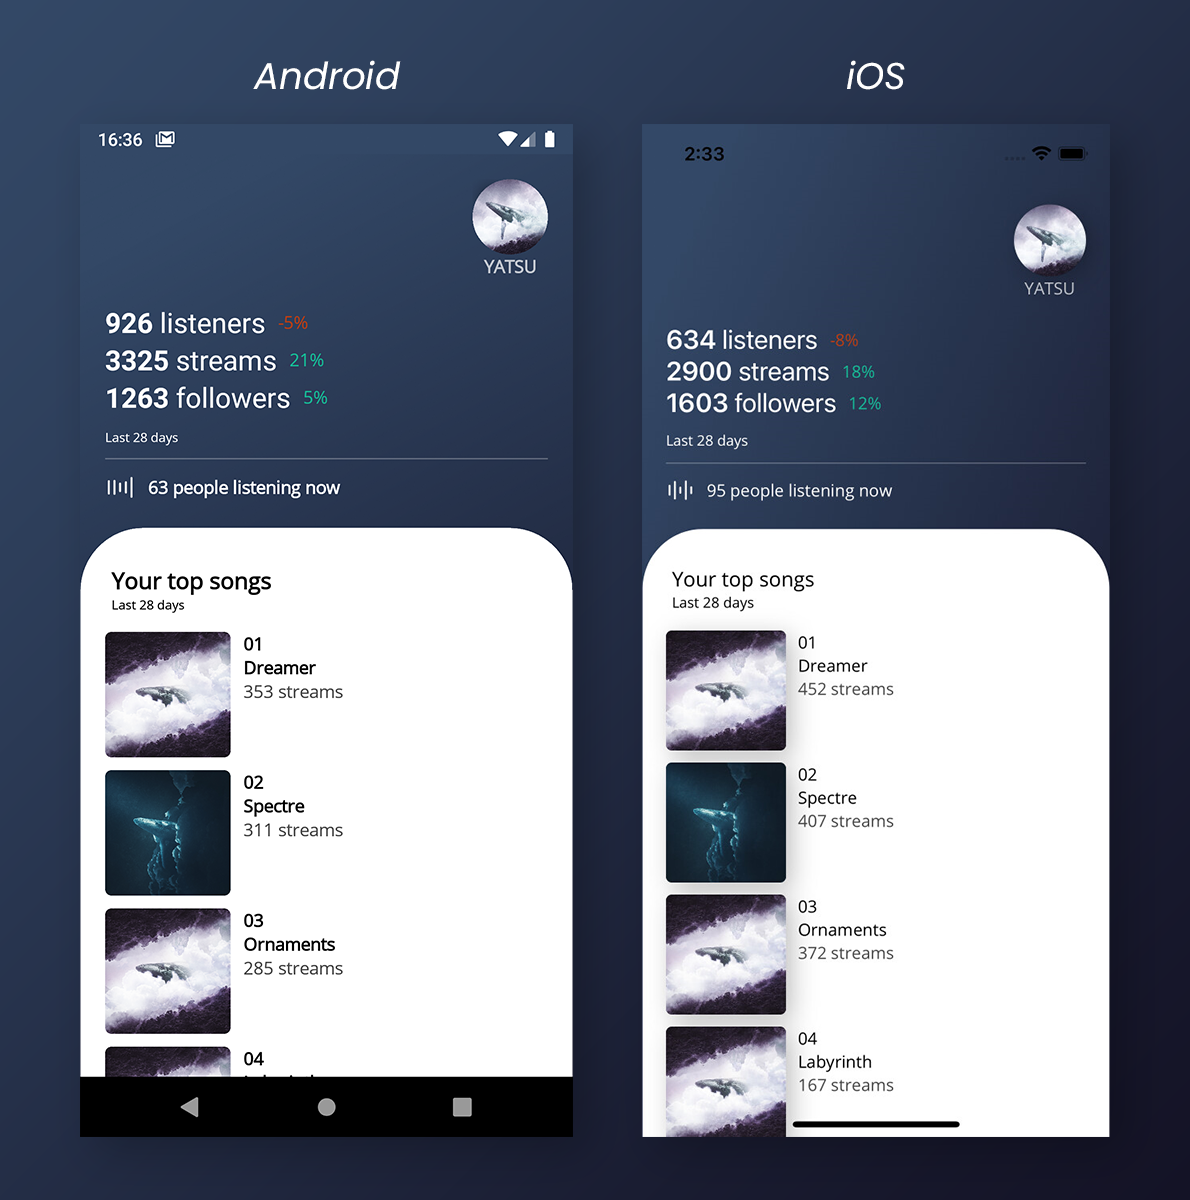 Android
16:36
YATSU
926 listeners -5%
3325 streams 21%
1263 followers 5%
Last 28 days
63 people listening now
Your top songs
Last 28 days
01
Dreamer
353 streams
02
Spectre
311 streams
03
Ornaments
285 streams
04
iOS
2:33
YATSU
634 listeners -8%
2900 streams 18%
1603 followers 12%
Last 28 days
95 people listening now
Your top songs
Last 28 days
01
Dreamer
452 streams
02
Spectre
407 streams
03
Ornaments
372 streams
04
Labyrinth
167 streams